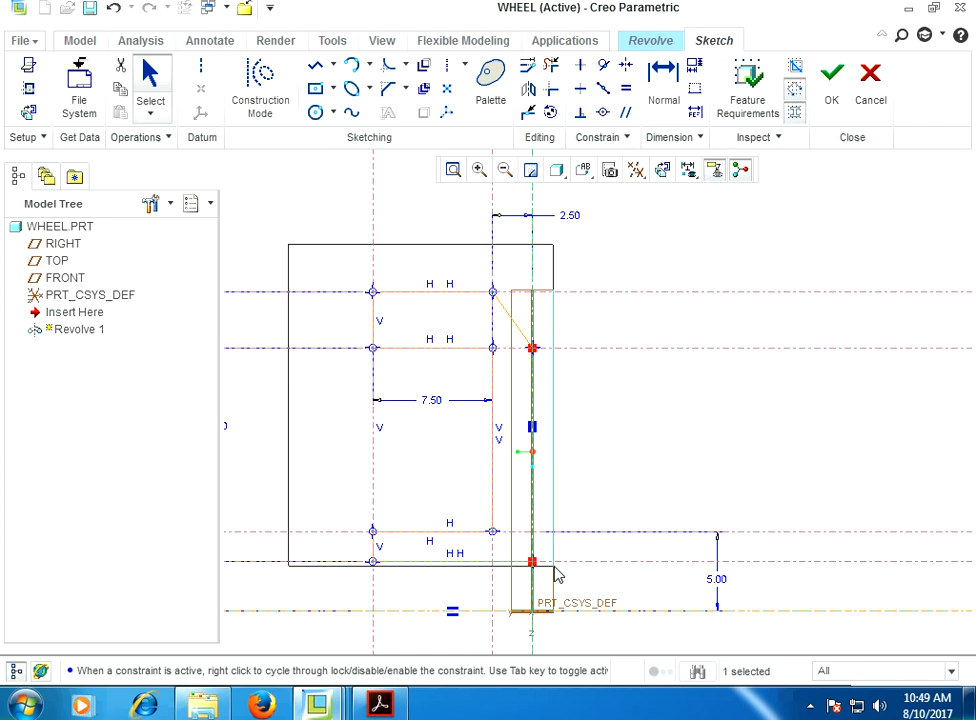 WHEEL (Active) - Creo Parametric
File Model Analysis Annotate Render Tools View Flexible Modeling Applications Revolve Sketch
File System
Select
Construction Mode
Palette
Normal
Feature Requirements
OK
Cancel
REF
Setup Get Data Operations Datum Sketching Editing Constrain Dimension Inspect Close
Model Tree
WHEEL.PRT
RIGHT
TOP
FRONT
PRT_CSYS_DEF
Insert Here
Revolve 1
2.50
H H
V
H H
7.50
V
V
V
H
H
V
H H
5.00
PRT_CSYS_DEF
Z
When a constraint is active, right click to cycle through lock/disable/enable the constraint. Use Tab key to toggle acti
1 selected
All
10:49 AM
8/10/2017